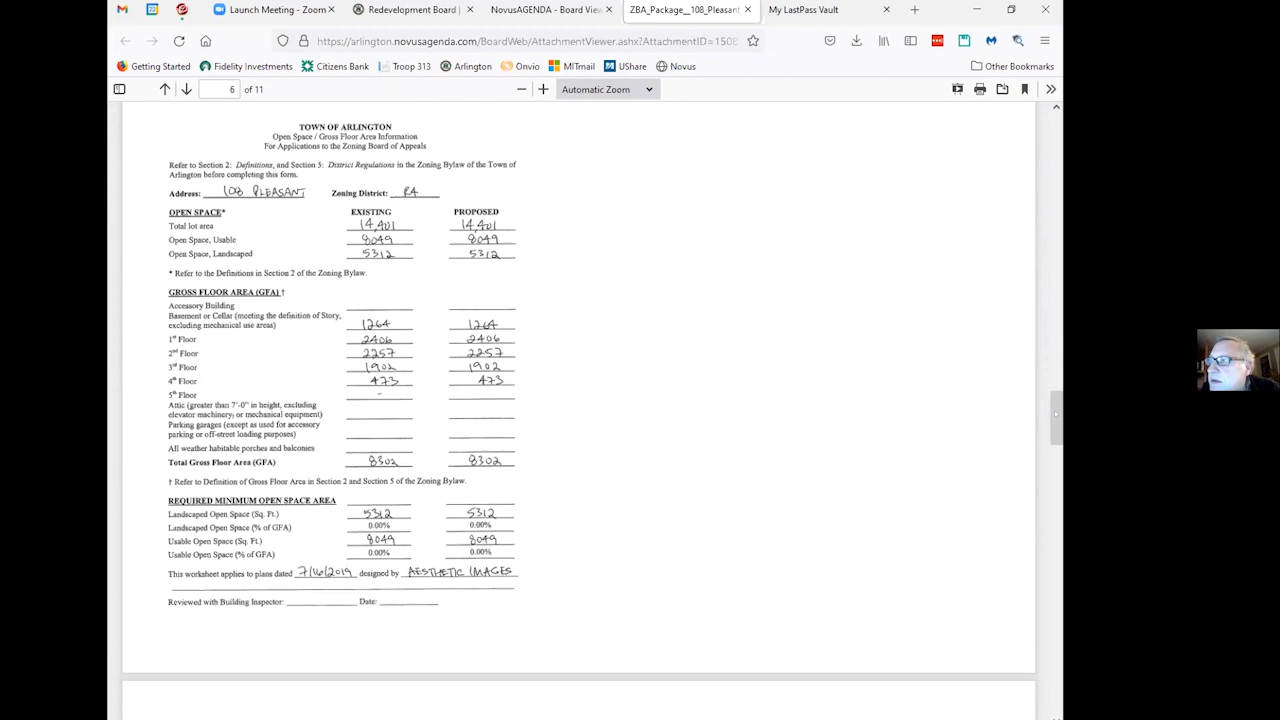 Launch Meeting - Zoom
Redevelopment Board |
NovusAGENDA - Board View
ZBA_Package__108_Pleasant
My LastPass Vault
https://arlington.novusagenda.com/BoardWeb/AttachmentViewer.ashx?AttachmentID=1508
Getting Started Fidelity Investments Citizens Bank Troop 313 Arlington Onvio MITmail UShare Novus Other Bookmarks
6 of 11 Automatic Zoom
TOWN OF ARLINGTON
Open Space / Gross Floor Area Information
For Applications to the Zoning Board of Appeals
Refer to Section 2: Definitions, and Section 5: District Regulations in the Zoning Bylaw of the Town of
Arlington before completing this form.
Address: 108 PLEASANT Zoning District: R4
OPEN SPACE* EXISTING PROPOSED
Total lot area 14,401 14,401
Open Space, Usable 8049 8049
Open Space, Landscaped 5312 5312
* Refer to the Definitions in Section 2 of the Zoning Bylaw.
GROSS FLOOR AREA (GFA) †
Accessory Building
Basement or Cellar (meeting the definition of Story,
excluding mechanical use areas) 1264 1264
1st Floor 2406 2406
2nd Floor 2257 2257
3rd Floor 1902 1902
4th Floor 473 473
5th Floor -
Attic (greater than 7'-0" in height, excluding
elevator machinery, or mechanical equipment)
Parking garages (except as used for accessory
parking or off-street loading purposes)
All weather habitable porches and balconies
Total Gross Floor Area (GFA) 8302 8302
† Refer to Definition of Gross Floor Area in Section 2 and Section 5 of the Zoning Bylaw.
REQUIRED MINIMUM OPEN SPACE AREA
Landscaped Open Space (Sq. Ft.) 5312 5312
Landscaped Open Space (% of GFA) 0.00% 0.00%
Usable Open Space (Sq. Ft.) 8049 8049
Usable Open Space (% of GFA) 0.00% 0.00%
This worksheet applies to plans dated 7/16/2019 designed by AESTHETIC IMAGES
Reviewed with Building Inspector: Date: